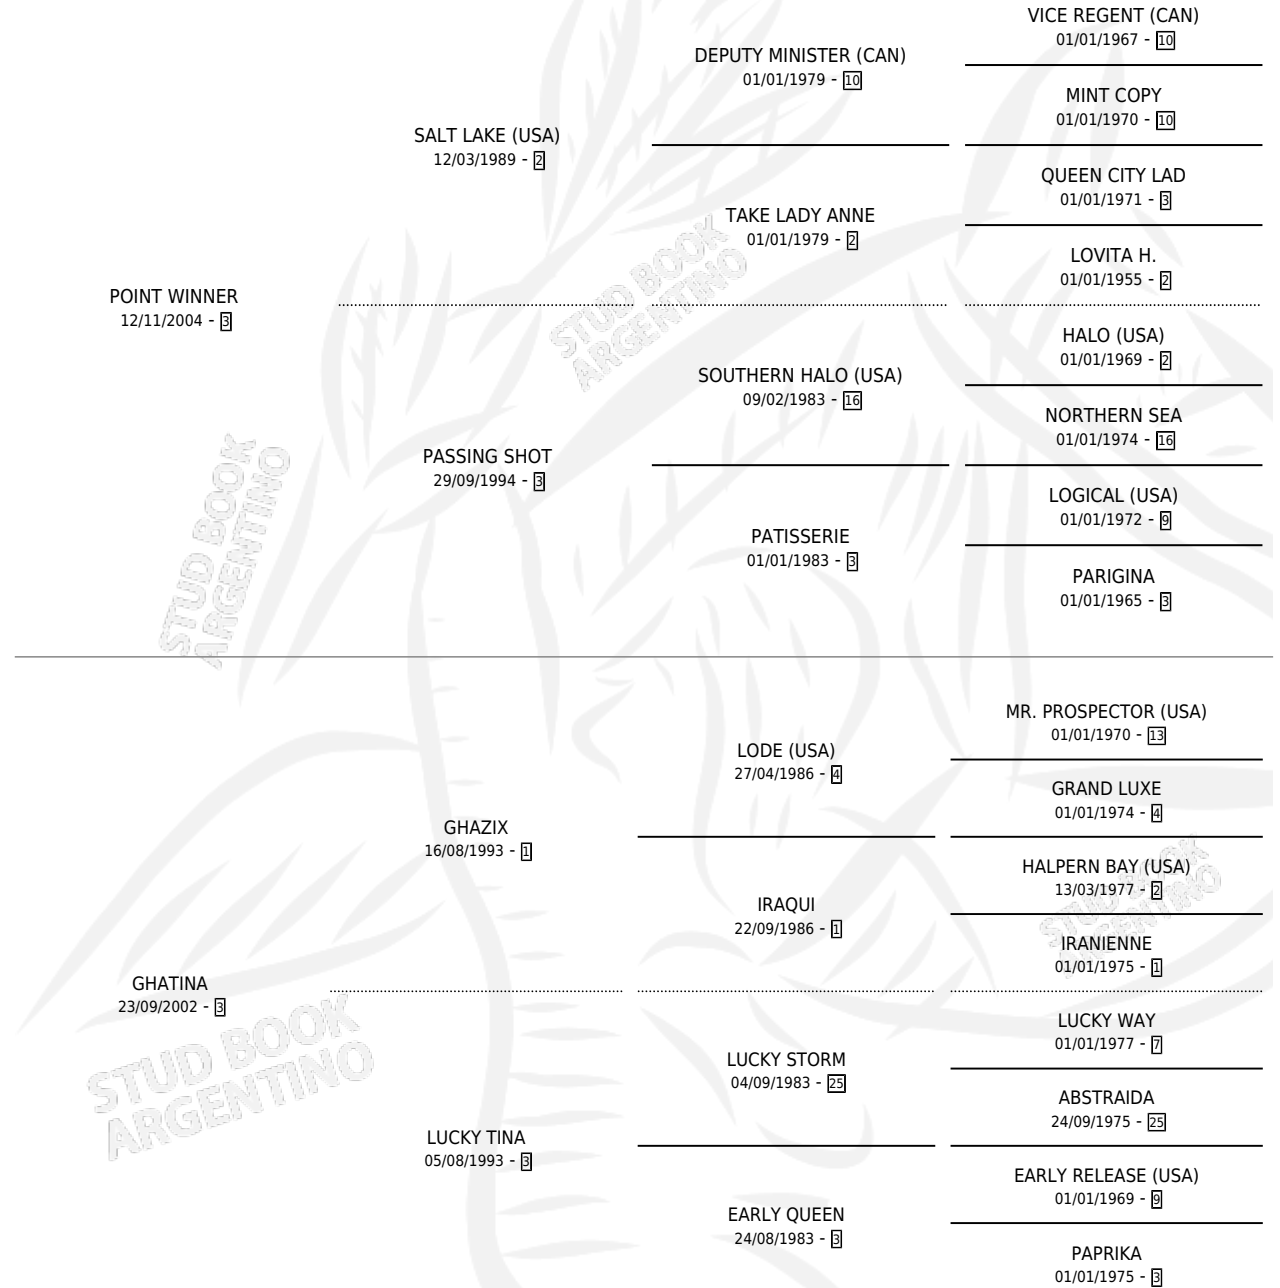 VICE REGENT (CAN)
01/01/1967 - 10
DEPUTY MINISTER (CAN)
01/01/1979 - 10
MINT COPY
01/01/1970 - 10
SALT LAKE (USA)
12/03/1989 - 2
QUEEN CITY LAD
01/01/1971 - 3
TAKE LADY ANNE
01/01/1979 - 2
LOVITA H.
01/01/1955 - 2
POINT WINNER
12/11/2004 - 3
HALO (USA)
01/01/1969 - 2
SOUTHERN HALO (USA)
09/02/1983 - 16
NORTHERN SEA
01/01/1974 - 16
PASSING SHOT
29/09/1994 - 3
LOGICAL (USA)
01/01/1972 - 9
PATISSERIE
01/01/1983 - 3
PARIGINA
01/01/1965 - 3
STUD BOOK
ARGENTINO
STUD BOOK
ARGENTINO
MR. PROSPECTOR (USA)
01/01/1970 - 13
LODE (USA)
27/04/1986 - 4
GRAND LUXE
01/01/1974 - 4
GHAZIX
16/08/1993 - 1
HALPERN BAY (USA)
13/03/1977 - 2
IRAQUI
22/09/1986 - 1
IRANIENNE
01/01/1975 - 1
STUD BOOK
ARGENTINO
GHATINA
23/09/2002 - 3
LUCKY WAY
01/01/1977 - 7
LUCKY STORM
04/09/1983 - 25
ABSTRAIDA
24/09/1975 - 25
LUCKY TINA
05/08/1993 - 3
EARLY RELEASE (USA)
01/01/1969 - 9
EARLY QUEEN
24/08/1983 - 3
PAPRIKA
01/01/1975 - 3
STUD BOOK
ARGENTINO